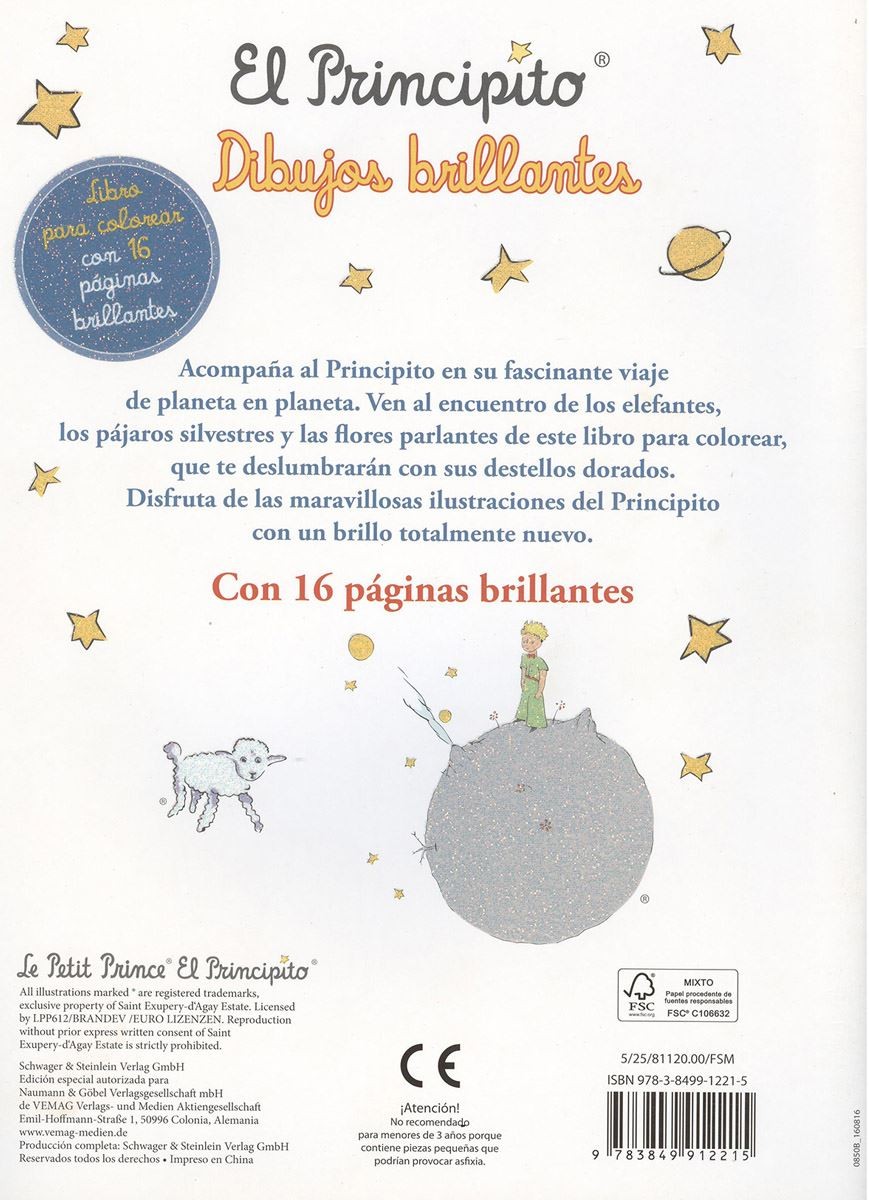 El Principito®
Dibujos brillantes
Libro
para colorear
con 16
páginas
brillantes
Acompaña al Principito en su fascinante viaje
de planeta en planeta. Ven al encuentro de los elefantes,
los pájaros silvestres y las flores parlantes de este libro para colorear,
que te deslumbrarán con sus destellos dorados.
Disfruta de las maravillosas ilustraciones del Principito
con un brillo totalmente nuevo.
Con 16 páginas brillantes
®
®
Le Petit Prince® El Principito®
All illustrations marked ® are registered trademarks,
exclusive property of Saint Exupery-d'Agay Estate. Licensed
by LPP612/BRANDEV /EURO LIZENZEN. Reproduction
without prior express written consent of Saint
Exupery-d'Agay Estate is strictly prohibited.
Schwager & Steinlein Verlag GmbH
Edición especial autorizada para
Naumann & Göbel Verlagsgesellschaft mbH
de VEMAG Verlags- und Medien Aktiengesellschaft
Emil-Hoffmann-Straße 1, 50996 Colonia, Alemania
www.vemag-medien.de
Producción completa: Schwager & Steinlein Verlag GmbH
Reservados todos los derechos • Impreso en China
CE
¡Atención!
No recomendado
para menores de 3 años porque
contiene piezas pequeñas que
podrían provocar asfixia.
FSC
www.fsc.org
MIXTO
Papel procedente de
fuentes responsables
FSC® C106632
5/25/81120.00/FSM
ISBN 978-3-8499-1221-5
9 783849 912215
0850B_160816